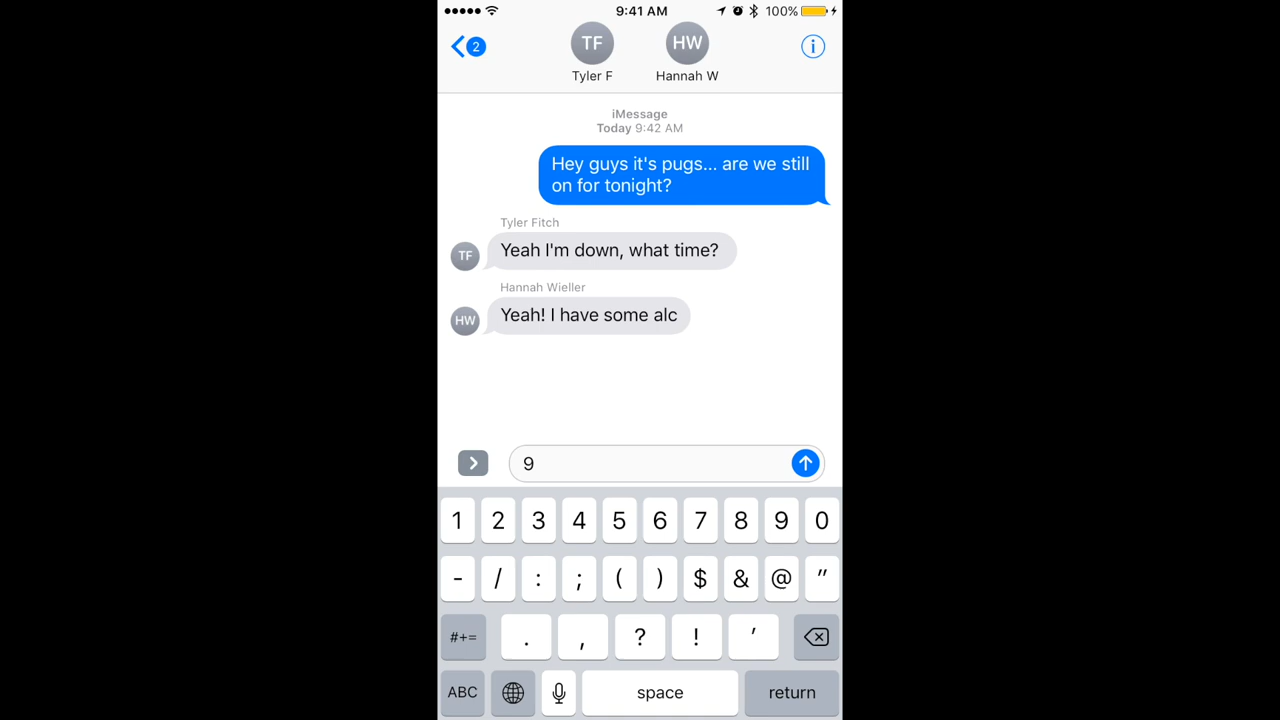 9:41 AM 100%
2
TF HW
Tyler F Hannah W
i
iMessage
Today 9:42 AM
Hey guys it's pugs... are we still
on for tonight?
Tyler Fitch
TF Yeah I'm down, what time?
Hannah Wieller
HW Yeah! I have some alc
9
1 2 3 4 5 6 7 8 9 0
- / : ; ( ) $ & @ "
#+= . , ? ! '
ABC space return